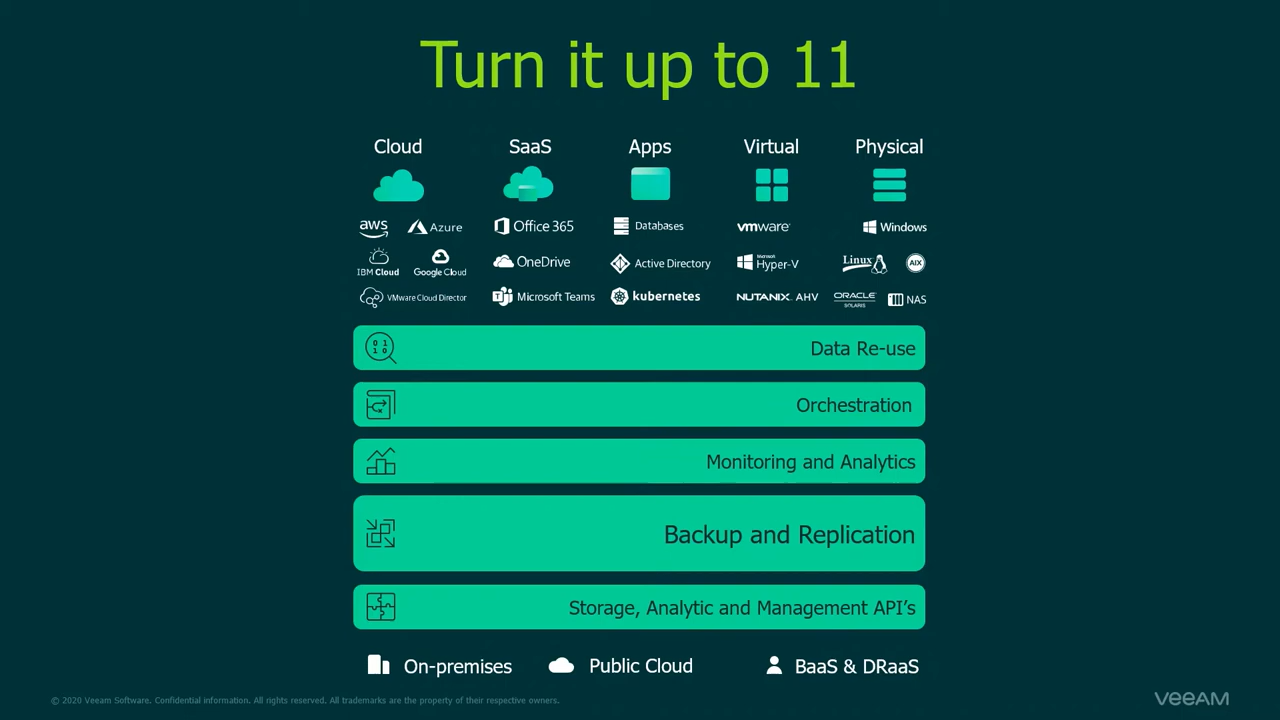 Turn it up to 11
Cloud SaaS Apps Virtual Physical
aws Azure Office 365 Databases vmware Windows
IBM Cloud Google Cloud OneDrive Active Directory Microsoft Hyper-V Linux AIX
VMware Cloud Director Microsoft Teams kubernetes NUTANIX AHV ORACLE SOLARIS NAS
01
10
Data Re-use
Orchestration
Monitoring and Analytics
Backup and Replication
Storage, Analytic and Management API’s
On-premises Public Cloud BaaS & DRaaS
© 2020 Veeam Software. Confidential information. All rights reserved. All trademarks are the property of their respective owners.
VEEAM